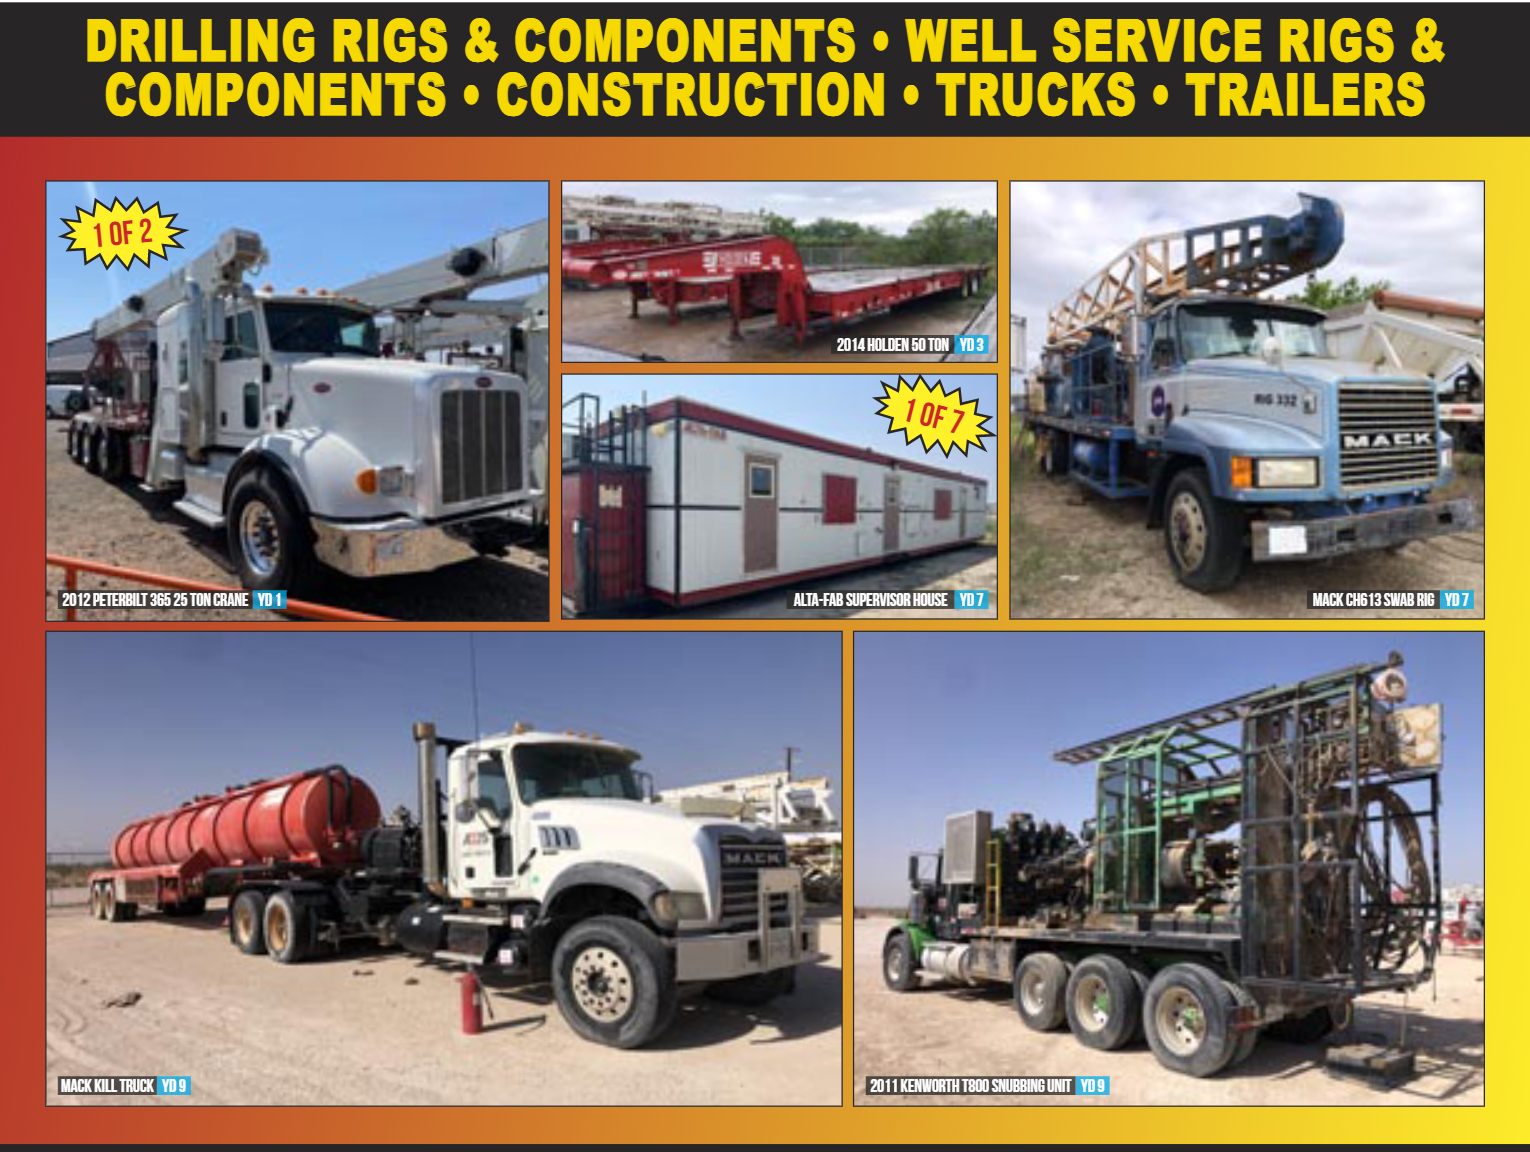 DRILLING RIGS & COMPONENTS • WELL SERVICE RIGS &
COMPONENTS • CONSTRUCTION • TRUCKS • TRAILERS
1 OF 2
2012 PETERBILT 365 25 TON CRANE YD 1
HOLDEN
2014 HOLDEN 50 TON YD 3
1 OF 7
ALTA-FAB
ALTA-FAB SUPERVISOR HOUSE YD 7
RIG 332
MACK
MACK CH613 SWAB RIG YD 7
MACK
MACK KILL TRUCK YD 9
2011 KENWORTH T800 SNUBBING UNIT YD 9